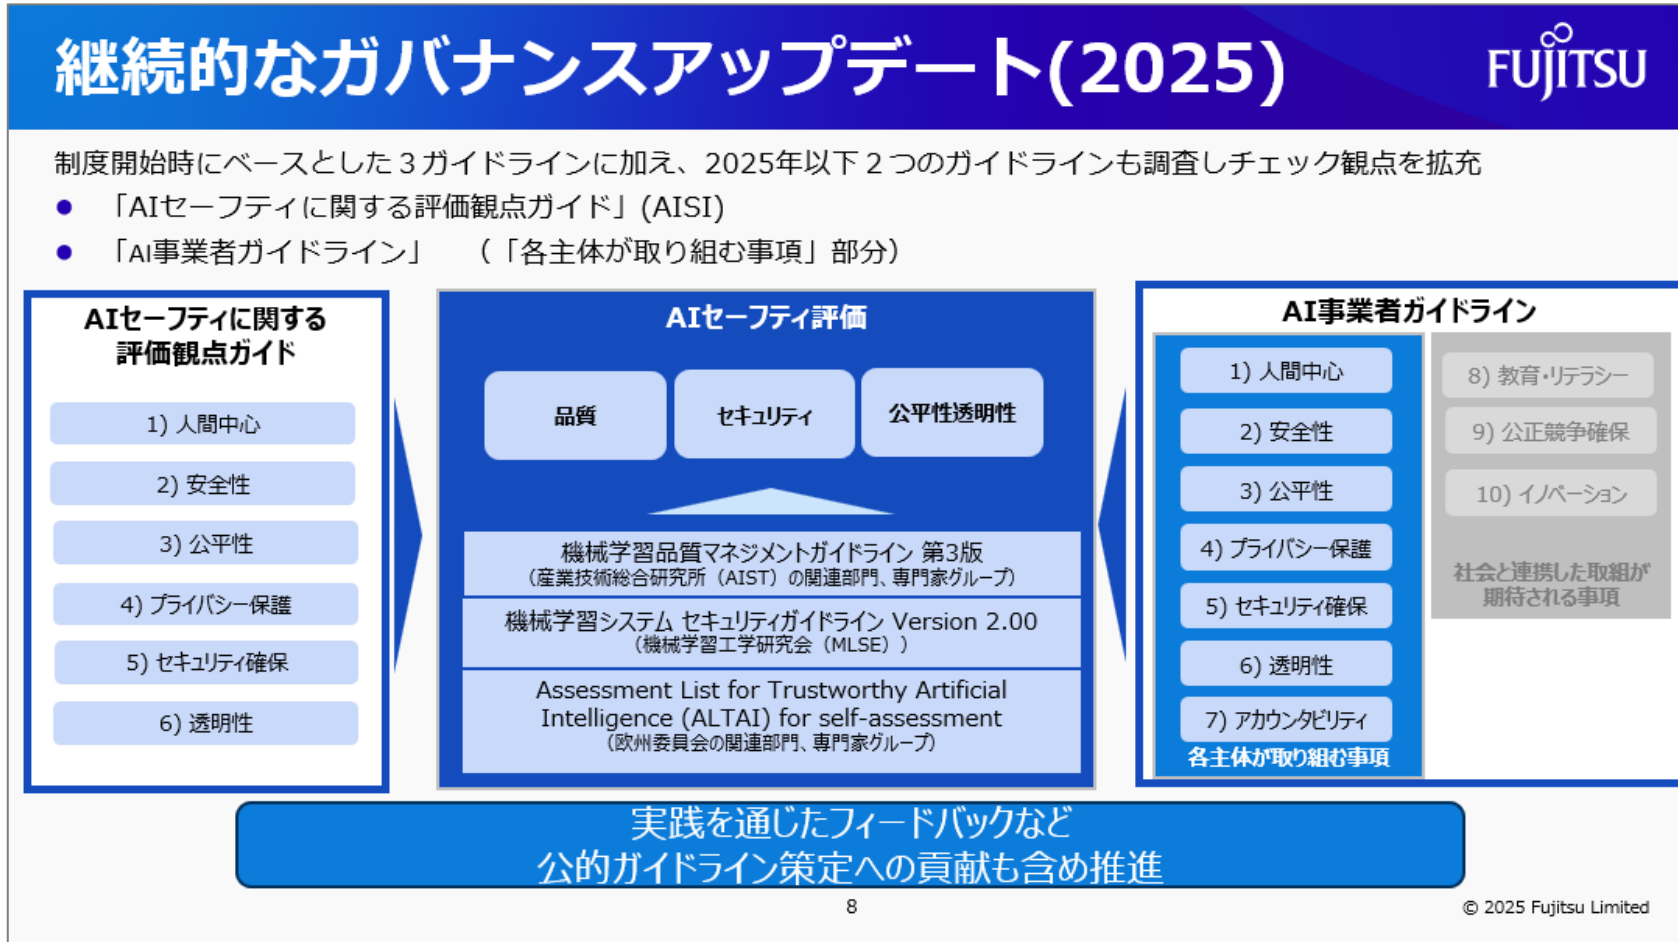 継続的なガバナンスアップデート(2025)
FUJITSU
制度開始時にベースとした３ガイドラインに加え、2025年以下２つのガイドラインも調査しチェック観点を拡充
● 「AIセーフティに関する評価観点ガイド」(AISI)
● 「AI事業者ガイドライン」　（「各主体が取り組む事項」部分）
AIセーフティに関する
評価観点ガイド
1) 人間中心
2) 安全性
3) 公平性
4) プライバシー保護
5) セキュリティ確保
6) 透明性
AIセーフティ評価
品質
セキュリティ
公平性透明性
機械学習品質マネジメントガイドライン 第3版
（産業技術総合研究所（AIST）の関連部門、専門家グループ）
機械学習システム セキュリティガイドライン Version 2.00
（機械学習工学研究会（MLSE））
Assessment List for Trustworthy Artificial
Intelligence (ALTAI) for self-assessment
（欧州委員会の関連部門、専門家グループ）
AI事業者ガイドライン
1) 人間中心
2) 安全性
3) 公平性
4) プライバシー保護
5) セキュリティ確保
6) 透明性
7) アカウンタビリティ
各主体が取り組む事項
8) 教育・リテラシー
9) 公正競争確保
10) イノベーション
社会と連携した取組が
期待される事項
実践を通じたフィードバックなど
公的ガイドライン策定への貢献も含め推進
8
© 2025 Fujitsu Limited